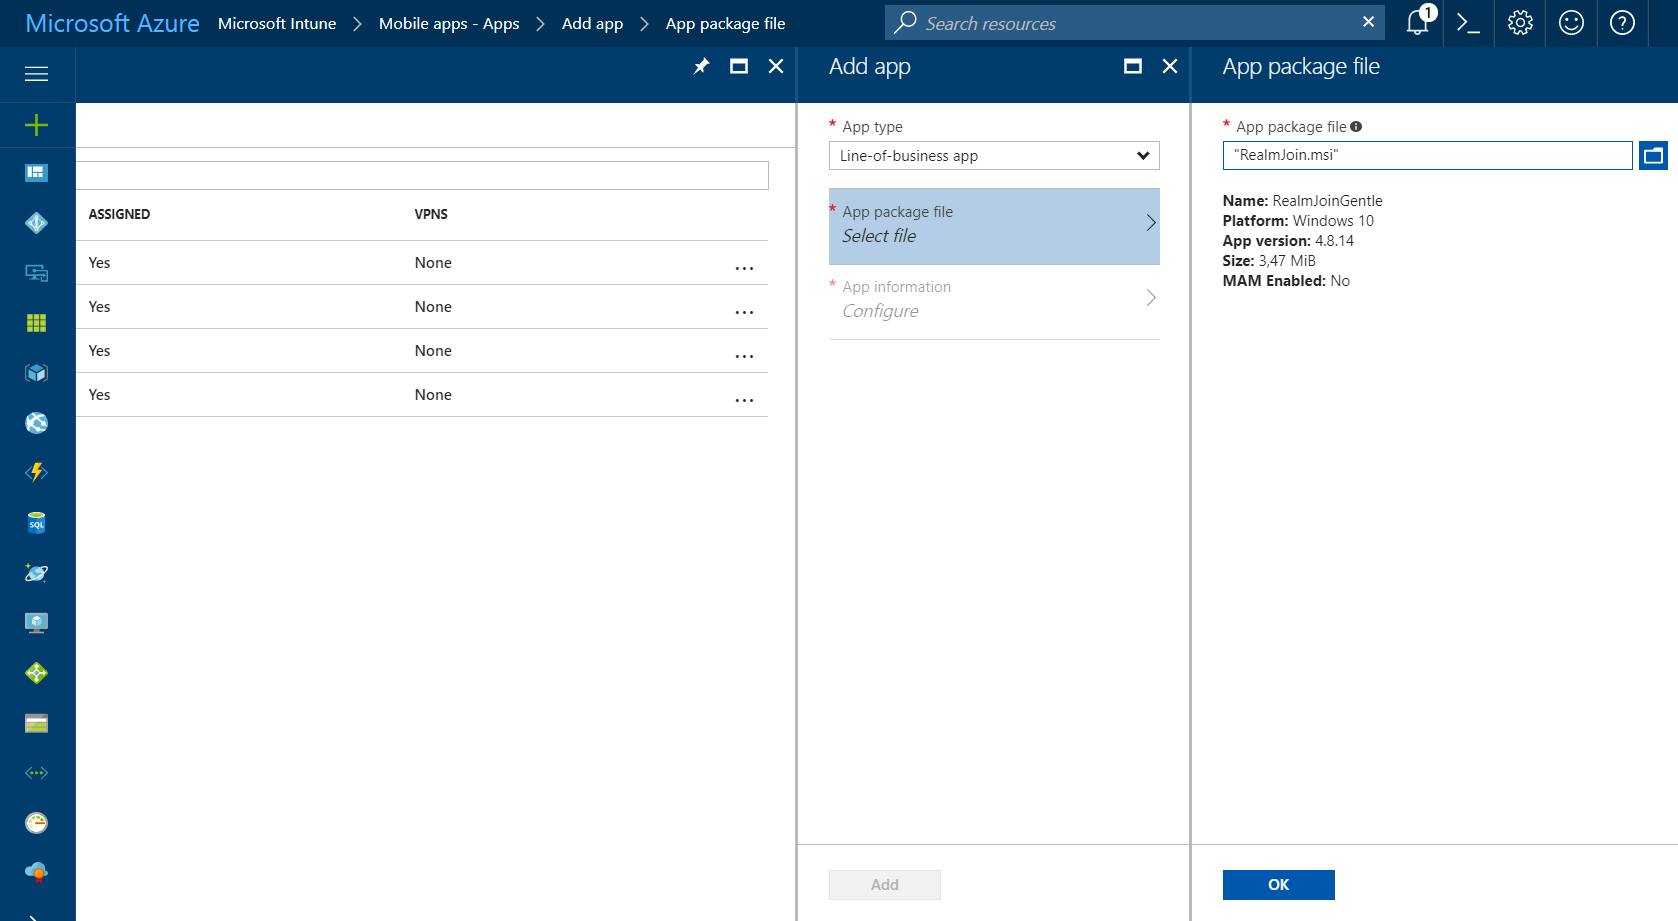 Microsoft Azure Microsoft Intune Mobile apps - Apps Add app App package file Search resources 1
Add app
App package file
* App type
Line-of-business app
* App package file
Select file
* App information
Configure
* App package file
"RealmJoin.msi"
Name: RealmJoinGentle
Platform: Windows 10
App version: 4.8.14
Size: 3,47 MiB
MAM Enabled: No
ASSIGNED VPNS
Yes None ...
Yes None ...
Yes None ...
Yes None ...
SQL
Add
OK